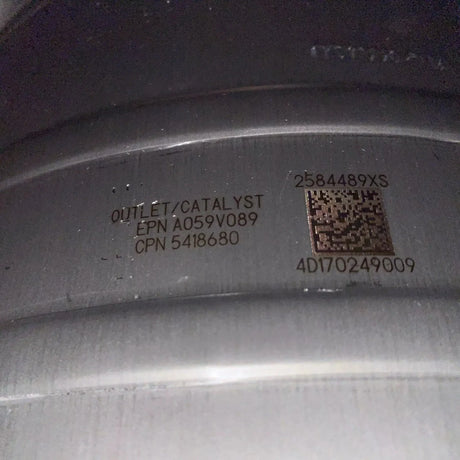 OUTLET/CATALYST
EPN A059V089
CPN 5418680
2584489XS
4D170249009